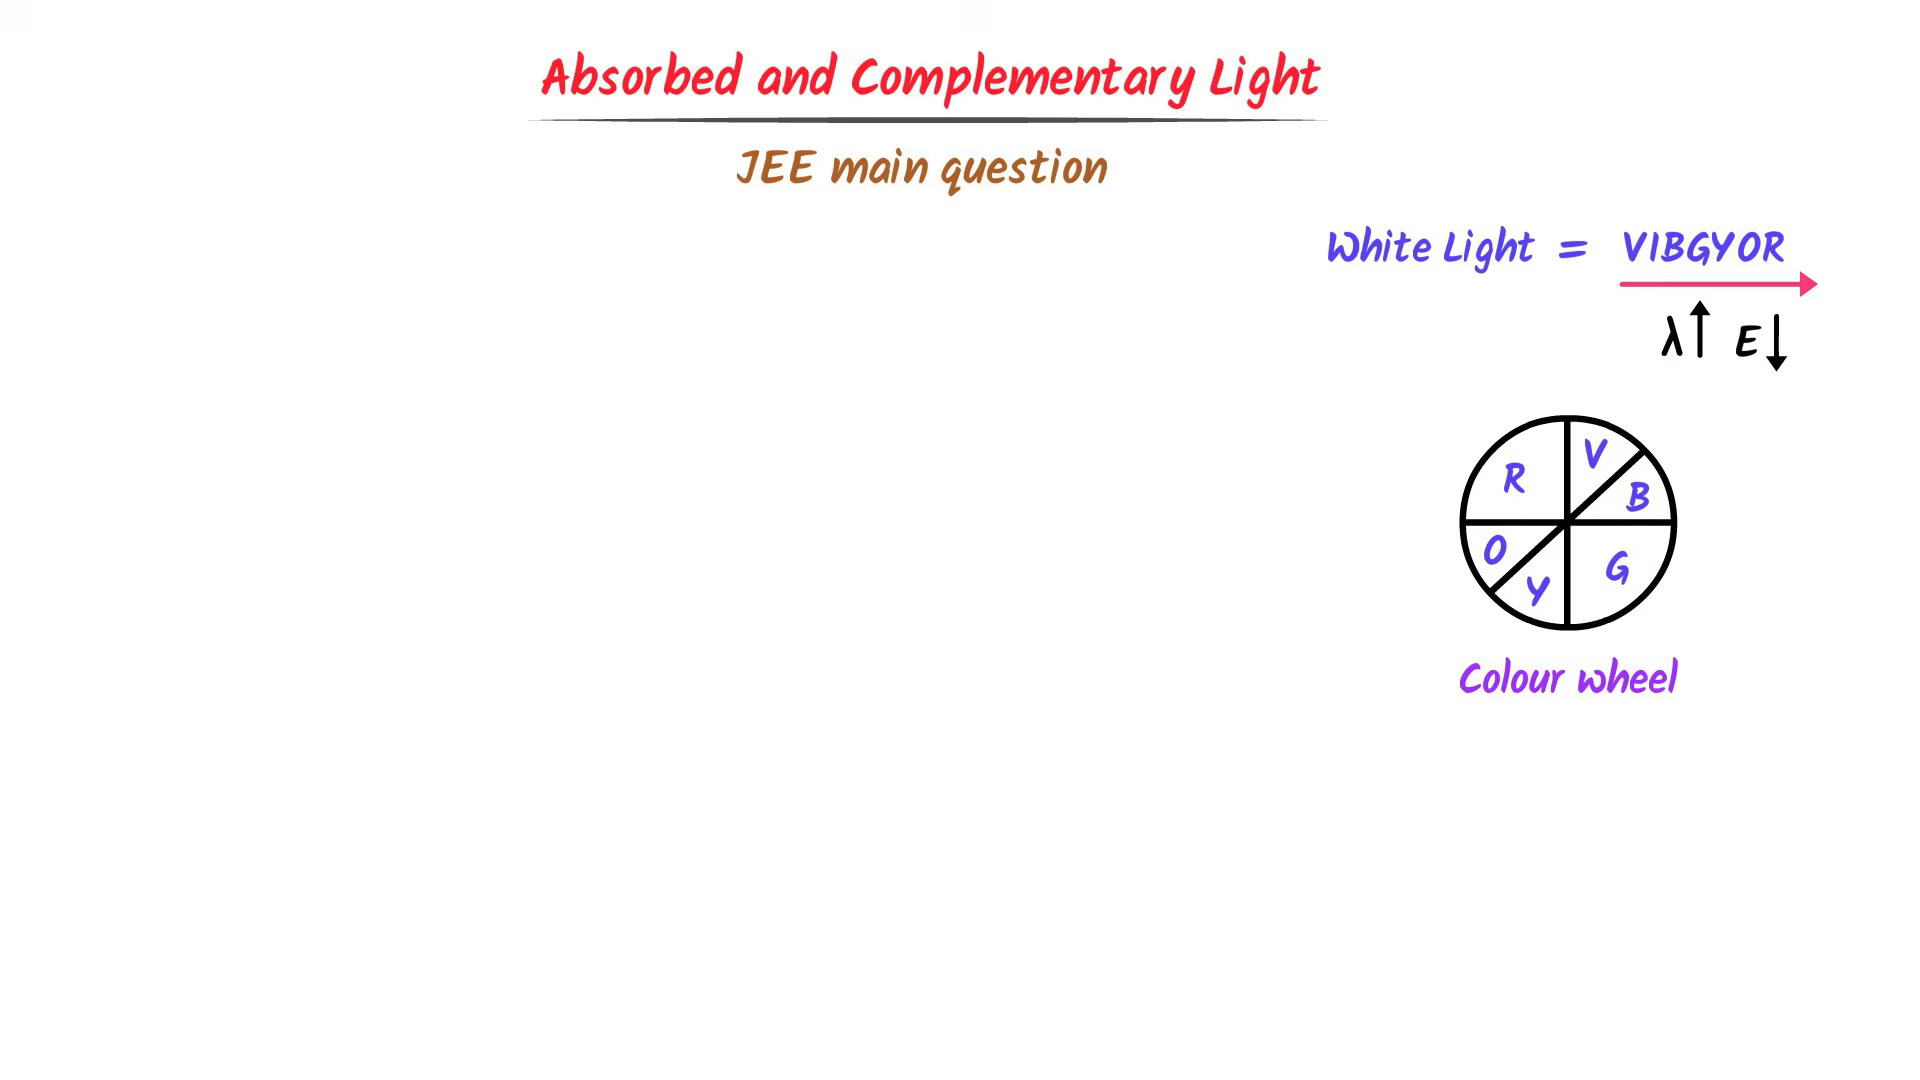 Absorbed and Complementary Light
JEE main question
White Light = VIBGYOR
λ↑ E↓
R
V
B
O
Y
G
Colour wheel